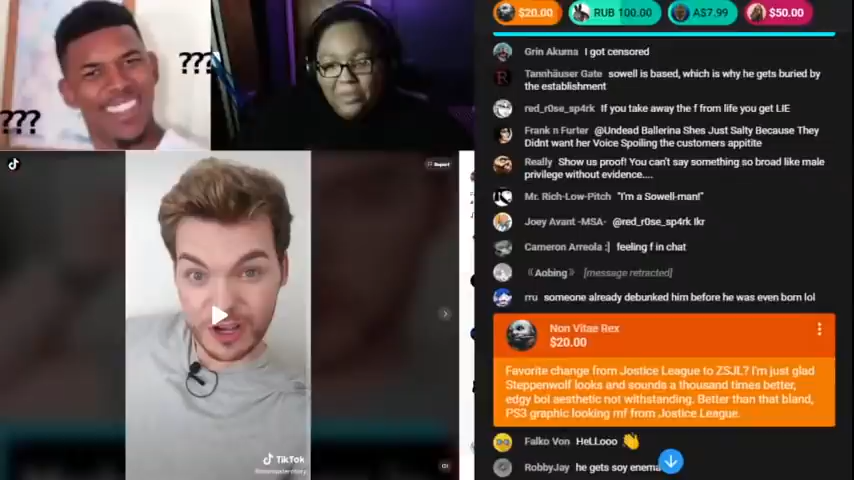 ???
???
Report
TikTok
$20.00
RUB 100.00
A$7.99
$50.00
Grin Akuma I got censored
Tannhäuser Gate sowell is based, which is why he gets buried by
the establishment
red_r0se_sp4rk If you take away the f from life you get LIE
Frank n Furter @Undead Ballerina Shes Just Salty Because They
Didnt want her Voice Spoiling the customers appitite
Really Show us proof! You can't say something so broad like male
privilege without evidence....
Mr. Rich-Low-Pitch "I'm a Sowell-man!"
Joey Avant -MSA- @red_r0se_sp4rk Ikr
Cameron Arreola :| feeling f in chat
《Aobing》 [message retracted]
rru someone already debunked him before he was even born lol
Non Vitae Rex
$20.00
Favorite change from Jostice League to ZSJL? I'm just glad
Steppenwolf looks and sounds a thousand times better,
edgy boi aesthetic not withstanding. Better than that bland,
PS3 graphic looking mf from Jostice League.
Falko Von HeLLooo 👋
RobbyJay he gets soy enema